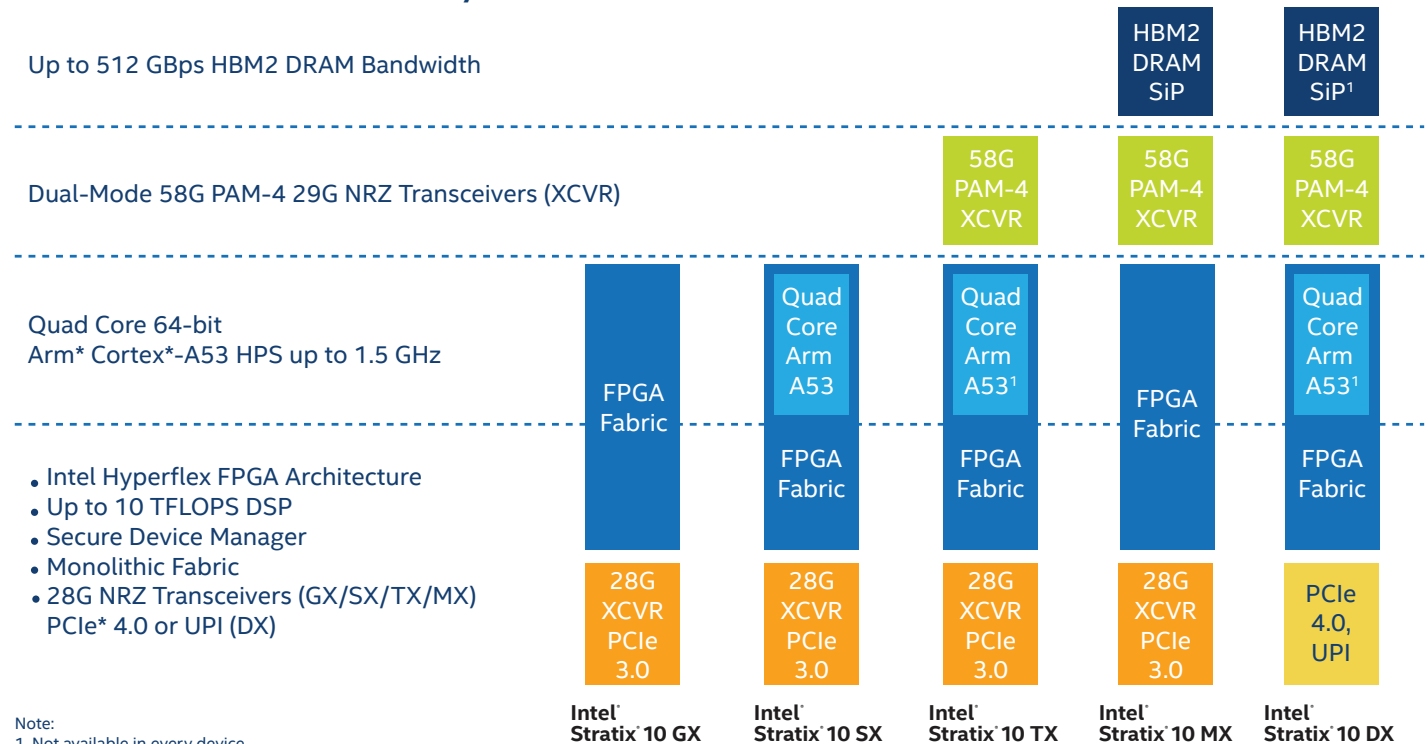 Up to 512 GBps HBM2 DRAM Bandwidth
HBM2
DRAM
SiP
HBM2
DRAM
SiP¹
Dual-Mode 58G PAM-4 29G NRZ Transceivers (XCVR)
58G
PAM-4
XCVR
58G
PAM-4
XCVR
58G
PAM-4
XCVR
Quad Core 64-bit
Arm* Cortex*-A53 HPS up to 1.5 GHz
FPGA
Fabric
Quad
Core
Arm
A53
FPGA
Fabric
Quad
Core
Arm
A53¹
FPGA
Fabric
FPGA
Fabric
Quad
Core
Arm
A53¹
FPGA
Fabric
• Intel Hyperflex FPGA Architecture
• Up to 10 TFLOPS DSP
• Secure Device Manager
• Monolithic Fabric
• 28G NRZ Transceivers (GX/SX/TX/MX)
PCIe* 4.0 or UPI (DX)
28G
XCVR
PCIe
3.0
28G
XCVR
PCIe
3.0
28G
XCVR
PCIe
3.0
28G
XCVR
PCIe
3.0
PCIe
4.0,
UPI
Intel®
Stratix® 10 GX
Intel®
Stratix® 10 SX
Intel®
Stratix® 10 TX
Intel®
Stratix® 10 MX
Intel®
Stratix® 10 DX
Note:
1. Not available in every device